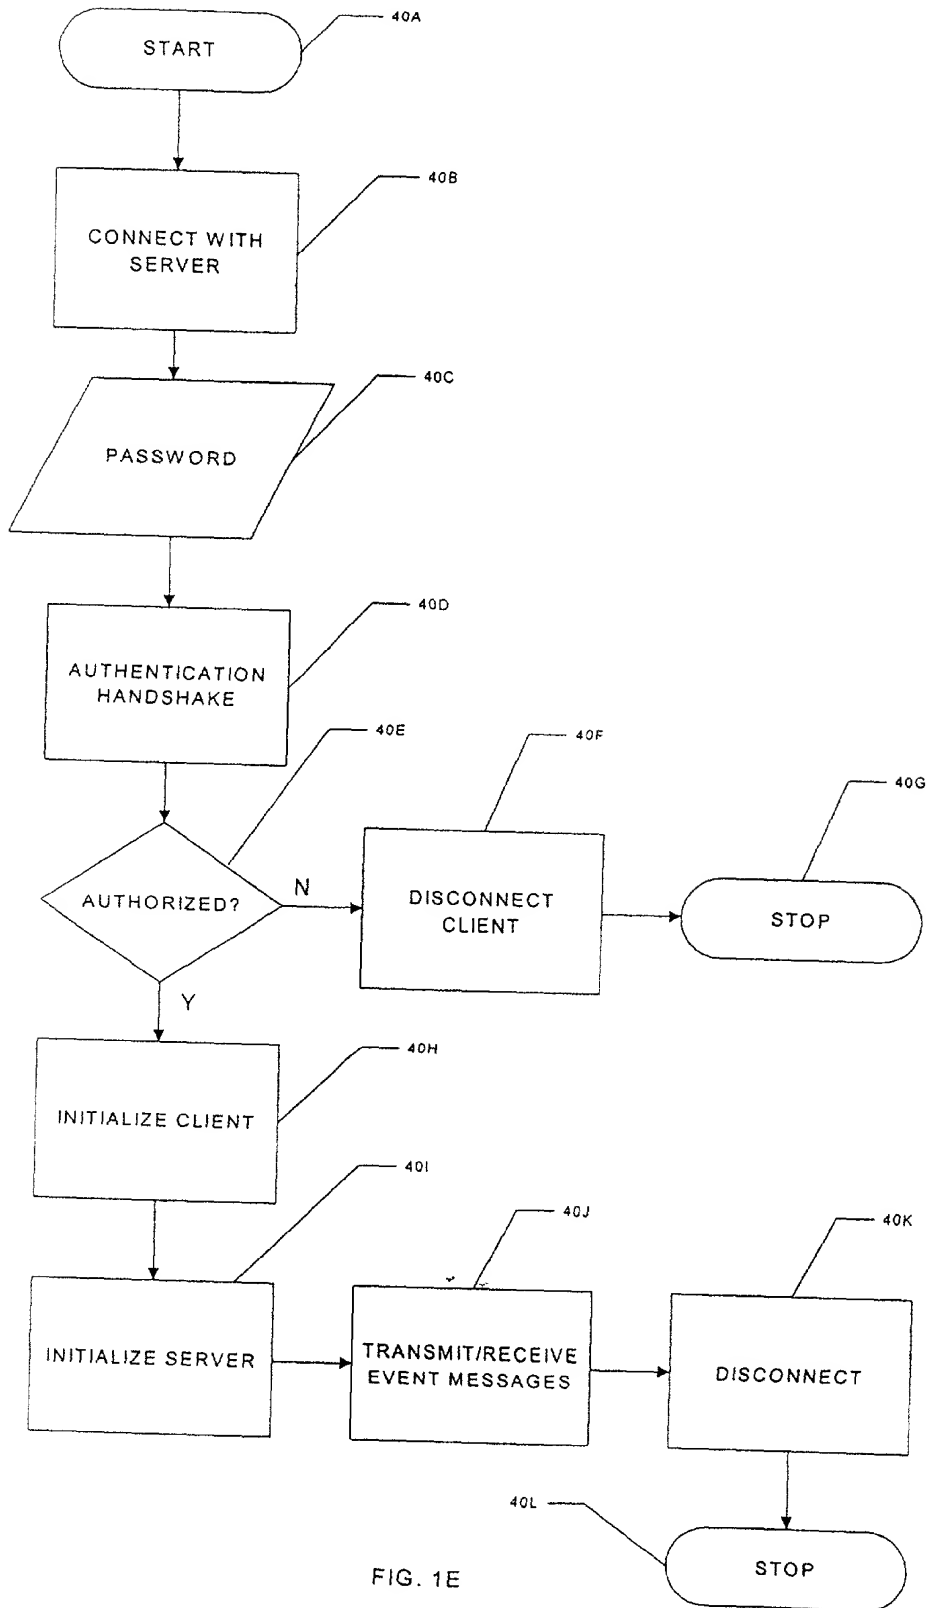 40A
START
40B
CONNECT WITH
SERVER
40C
PASSWORD
40D
AUTHENTICATION
HANDSHAKE
40E
40F
40G
AUTHORIZED?
N
DISCONNECT
CLIENT
STOP
Y
40H
INITIALIZE CLIENT
40I
40J
40K
INITIALIZE SERVER
TRANSMIT/RECEIVE
EVENT MESSAGES
DISCONNECT
40L
STOP
FIG. 1E